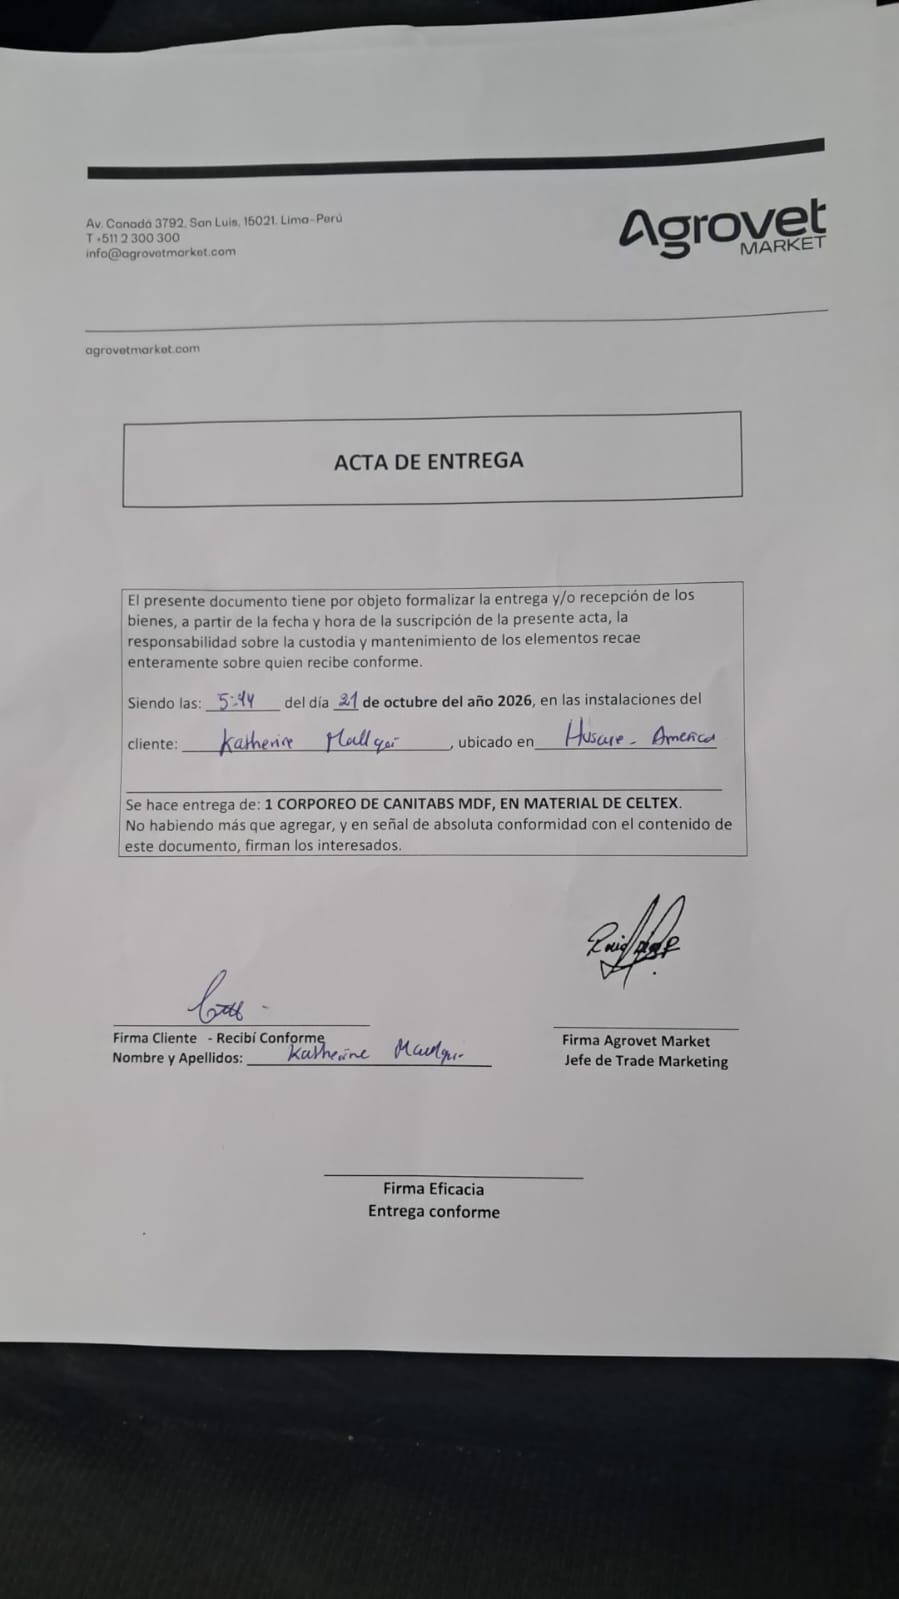 Av. Canadá 3792, San Luis, 15021. Lima-Perú
T +511 2 300 300
info@agrovetmarket.com
Agrovet
MARKET
agrovetmarket.com
ACTA DE ENTREGA
El presente documento tiene por objeto formalizar la entrega y/o recepción de los
bienes, a partir de la fecha y hora de la suscripción de la presente acta, la
responsabilidad sobre la custodia y mantenimiento de los elementos recae
enteramente sobre quien recibe conforme.
Siendo las: 5:44 del día 21 de octubre del año 2026, en las instalaciones del
cliente: Katherine Mallqui, ubicado en - America
Se hace entrega de: 1 CORPOREO DE CANITABS MDF, EN MATERIAL DE CELTEX.
No habiendo más que agregar, y en señal de absoluta conformidad con el contenido de
este documento, firman los interesados.
Firma Cliente - Recibí Conforme
Nombre y Apellidos: Katherine Mallqui
Firma Agrovet Market
Jefe de Trade Marketing
Firma Eficacia
Entrega conforme